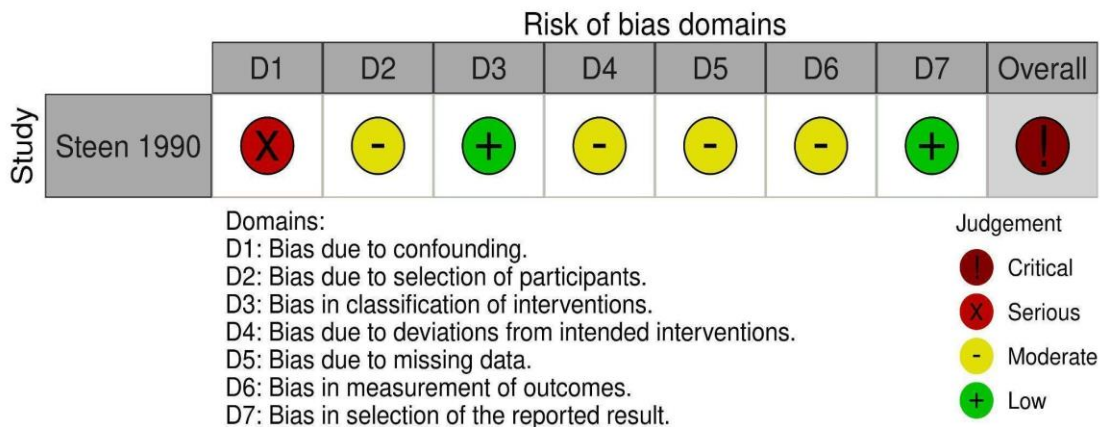 Risk of bias domains
D1 D2 D3 D4 D5 D6 D7 Overall
Study
Steen 1990 X - + - - - + !
Domains:
D1: Bias due to confounding.
D2: Bias due to selection of participants.
D3: Bias in classification of interventions.
D4: Bias due to deviations from intended interventions.
D5: Bias due to missing data.
D6: Bias in measurement of outcomes.
D7: Bias in selection of the reported result.
Judgement
! Critical
X Serious
- Moderate
+ Low